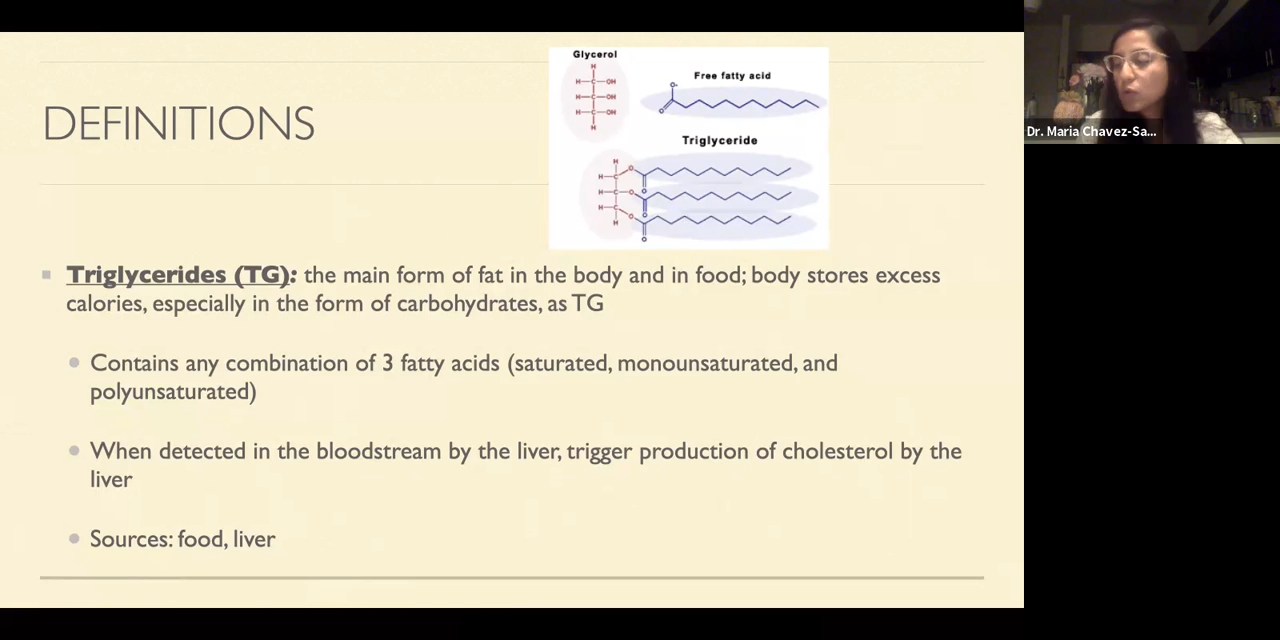 DEFINITIONS
Glycerol
H
H—C—OH
H—C—OH
H—C—OH
H
Free fatty acid
O-
O
Triglyceride
H
H—C—O
O
H—C—O
O
H—C—O
H
O
Triglycerides (TG): the main form of fat in the body and in food; body stores excess
calories, especially in the form of carbohydrates, as TG
Contains any combination of 3 fatty acids (saturated, monounsaturated, and
polyunsaturated)
When detected in the bloodstream by the liver, trigger production of cholesterol by the
liver
Sources: food, liver
Dr. Maria Chavez-Sa...